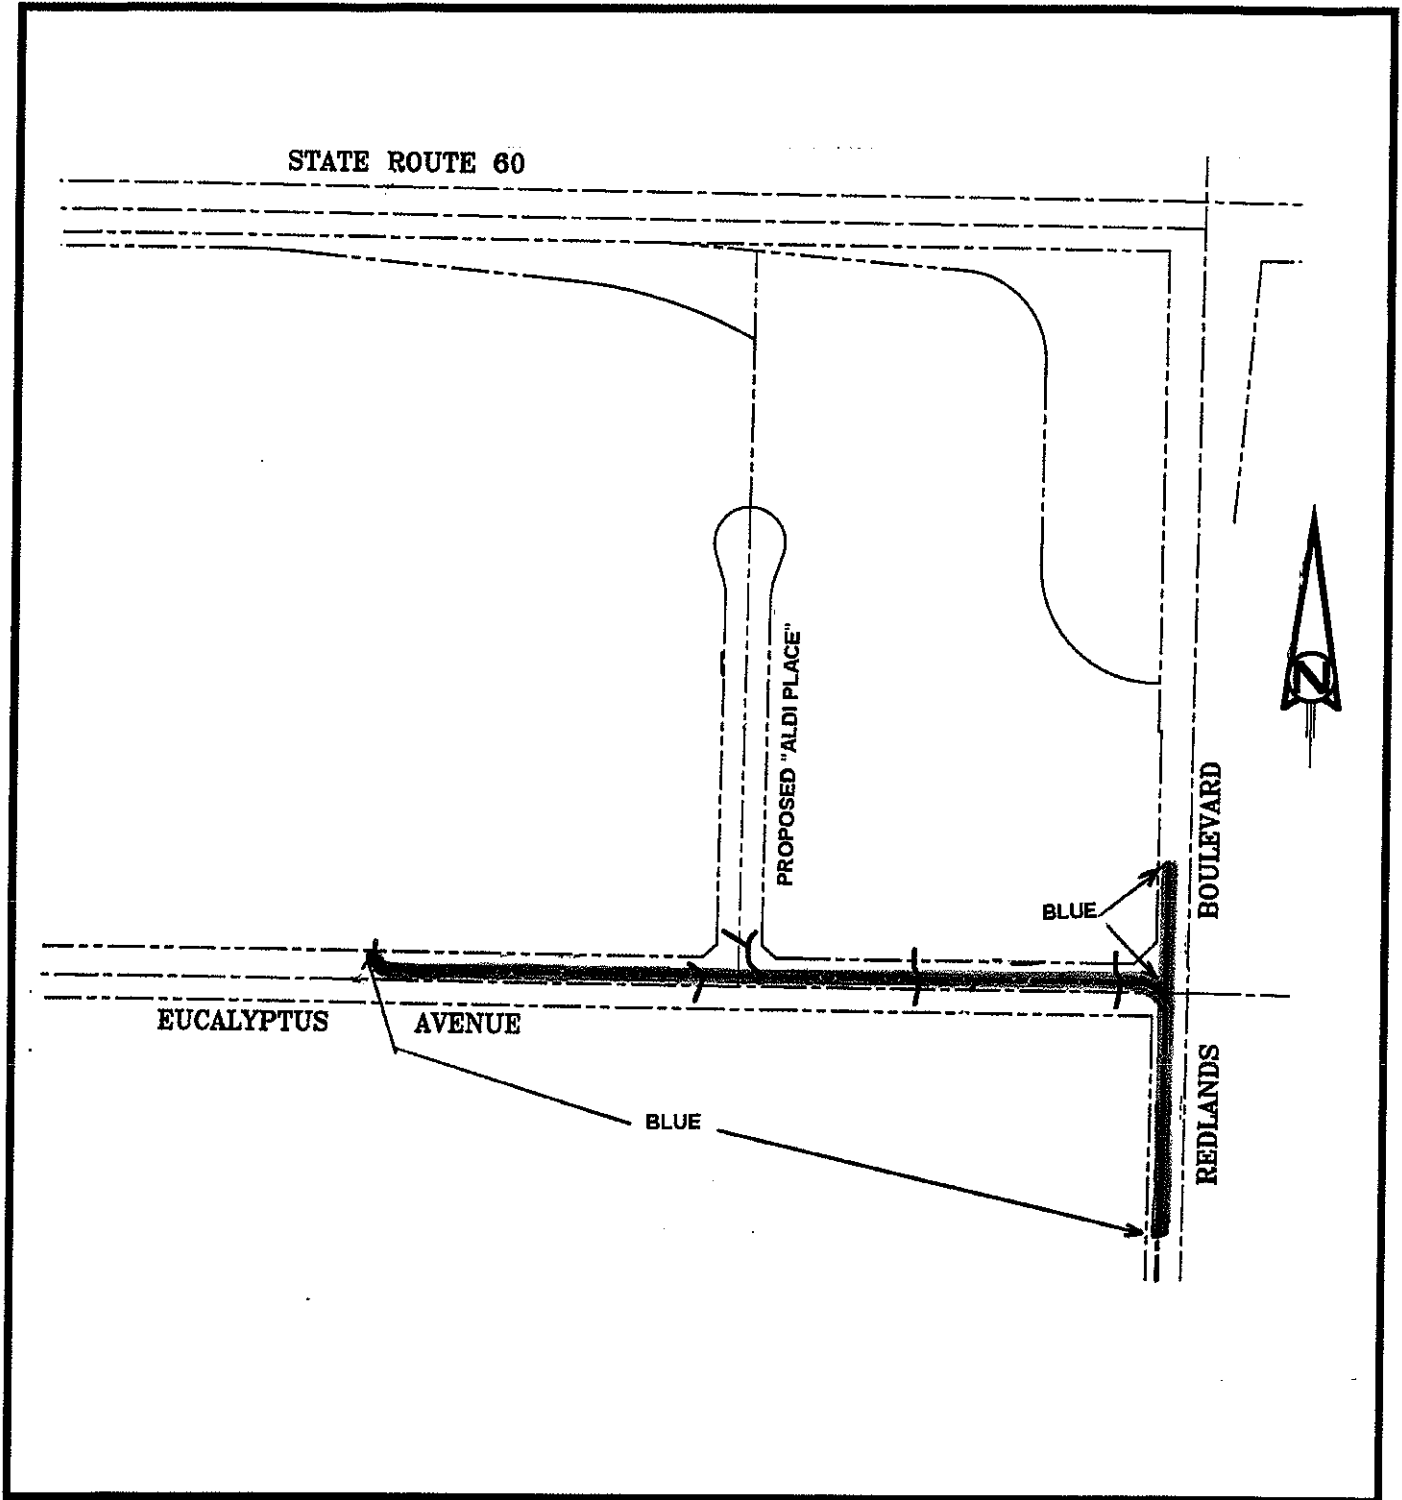 STATE ROUTE 60
PROPOSED "ALDI PLACE"
BOULEVARD
BLUE
EUCALYPTUS AVENUE
REDLANDS
BLUE
N